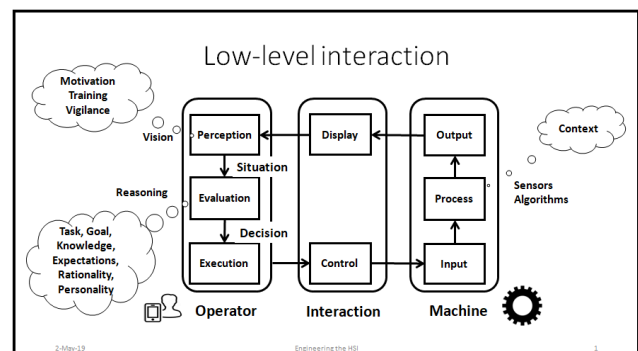 Low-level interaction
Motivation
Training
Vigilance
Vision
Perception
Display
Output
Context
Situation
Reasoning
Evaluation
Process
Sensors
Algorithms
Decision
Task, Goal,
Knowledge,
Expectations,
Rationality,
Personality
Execution
Control
Input
Operator
Interaction
Machine
2-May-19
Engineering the HSI
1